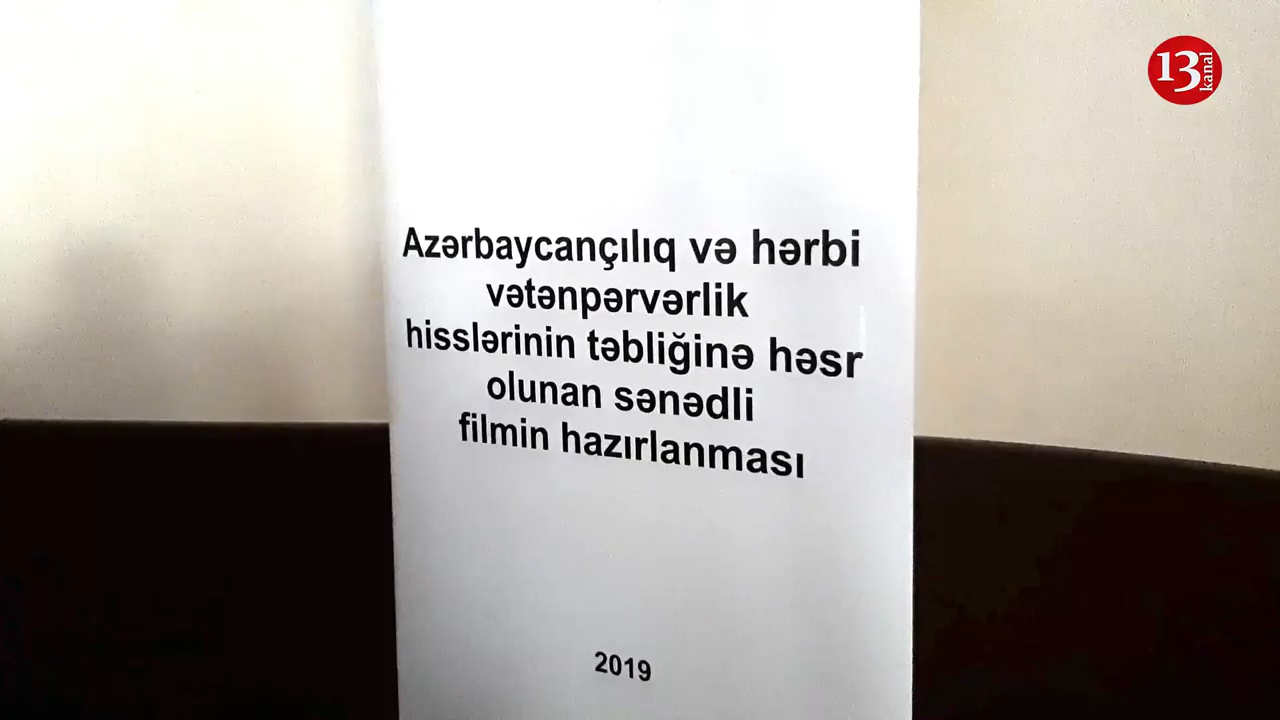 13 kanal
Azərbaycançılıq və hərbi
vətənpərvərlik
hisslərinin təbliğinə həsr
olunan sənədli
filmin hazırlanması
2019